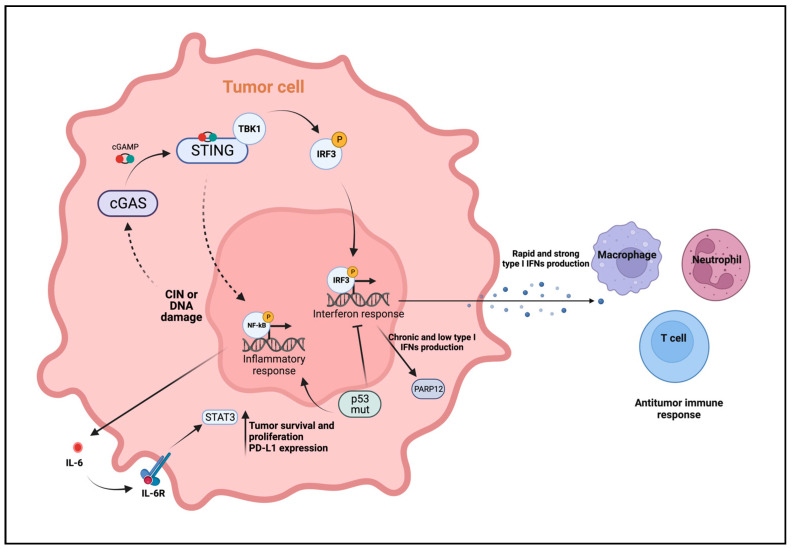 Tumor cell
cGAMP
STING
TBK1
P
IRF3
cGAS
CIN or
DNA
damage
P
NF-kB
Inflammatory
response
P
IRF3
Interferon response
Chronic and low type I
IFNs production
PARP12
p53
mut
STAT3
Tumor survival and
proliferation
PD-L1 expression
IL-6
IL-6R
Rapid and strong
type I IFNs production
Macrophage
Neutrophil
T cell
Antitumor immune
response